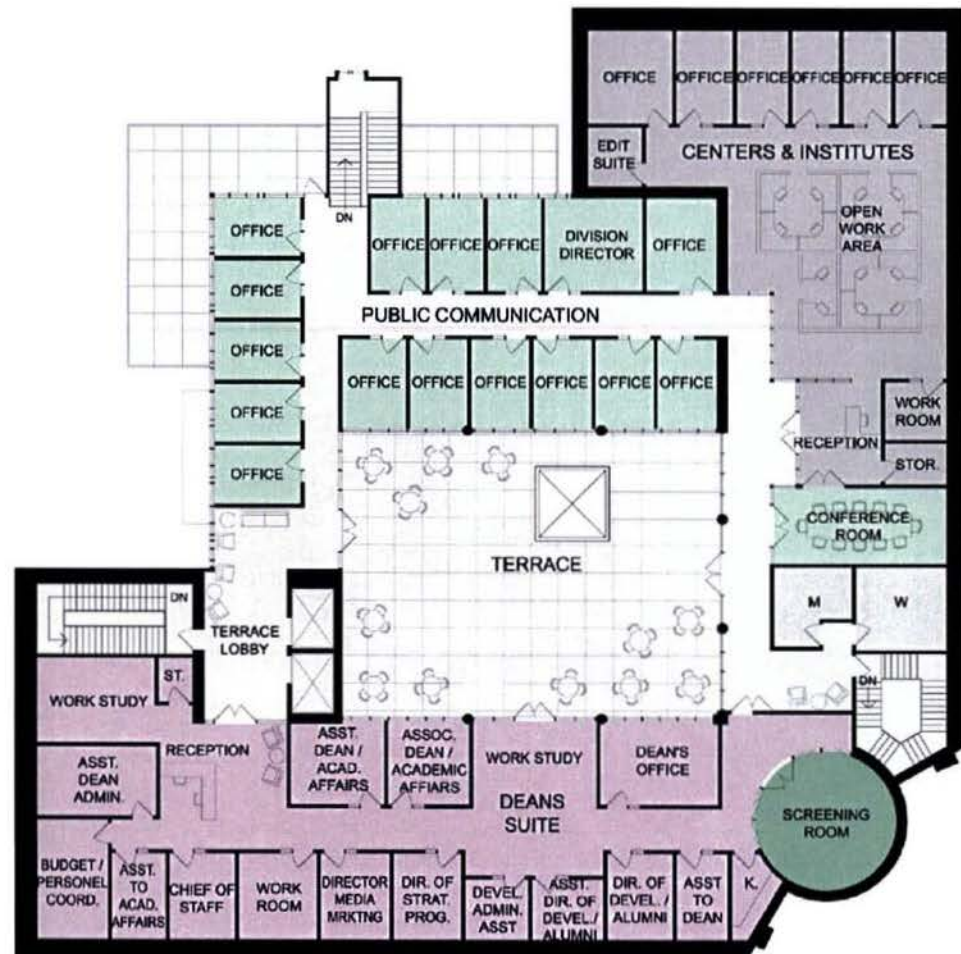 OFFICE OFFICE OFFICE OFFICE OFFICE OFFICE
EDIT
SUITE
CENTERS & INSTITUTES
OPEN
WORK
AREA
DN
OFFICE
OFFICE
OFFICE
OFFICE
OFFICE
OFFICE OFFICE OFFICE
DIVISION
DIRECTOR
OFFICE
PUBLIC COMMUNICATION
OFFICE OFFICE OFFICE OFFICE OFFICE OFFICE
WORK
ROOM
RECEPTION
STOR.
CONFERENCE
ROOM
TERRACE
M
W
DN
DN
TERRACE
LOBBY
ST.
WORK STUDY
RECEPTION
ASST.
DEAN /
ACAD.
AFFAIRS
ASSOC.
DEAN /
ACADEMIC
AFFIARS
WORK STUDY
DEAN'S
OFFICE
ASST.
DEAN
ADMIN.
DEANS
SUITE
SCREENING
ROOM
BUDGET /
PERSONEL
COORD.
ASST.
TO
ACAD.
AFFAIRS
CHIEF OF
STAFF
WORK
ROOM
DIRECTOR
MEDIA
MRKTNG
DIR. OF
STRAT.
PROG.
DEVEL.
ADMIN.
ASST
ASST.
DIR. OF
DEVEL. /
ALUMNI
DIR. OF
DEVEL. /
ALUMNI
ASST
TO
DEAN
K.